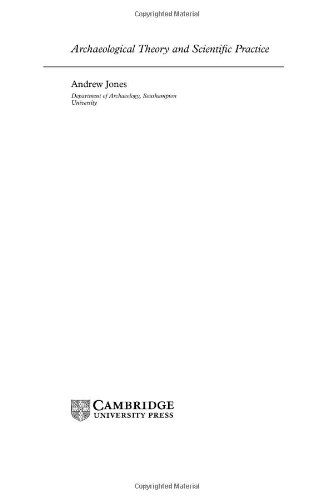 Copyrighted Material
Archaeological Theory and Scientific Practice
Andrew Jones
Department of Archaeology, Southampton
University
CAMBRIDGE
UNIVERSITY PRESS
Copyrighted Material